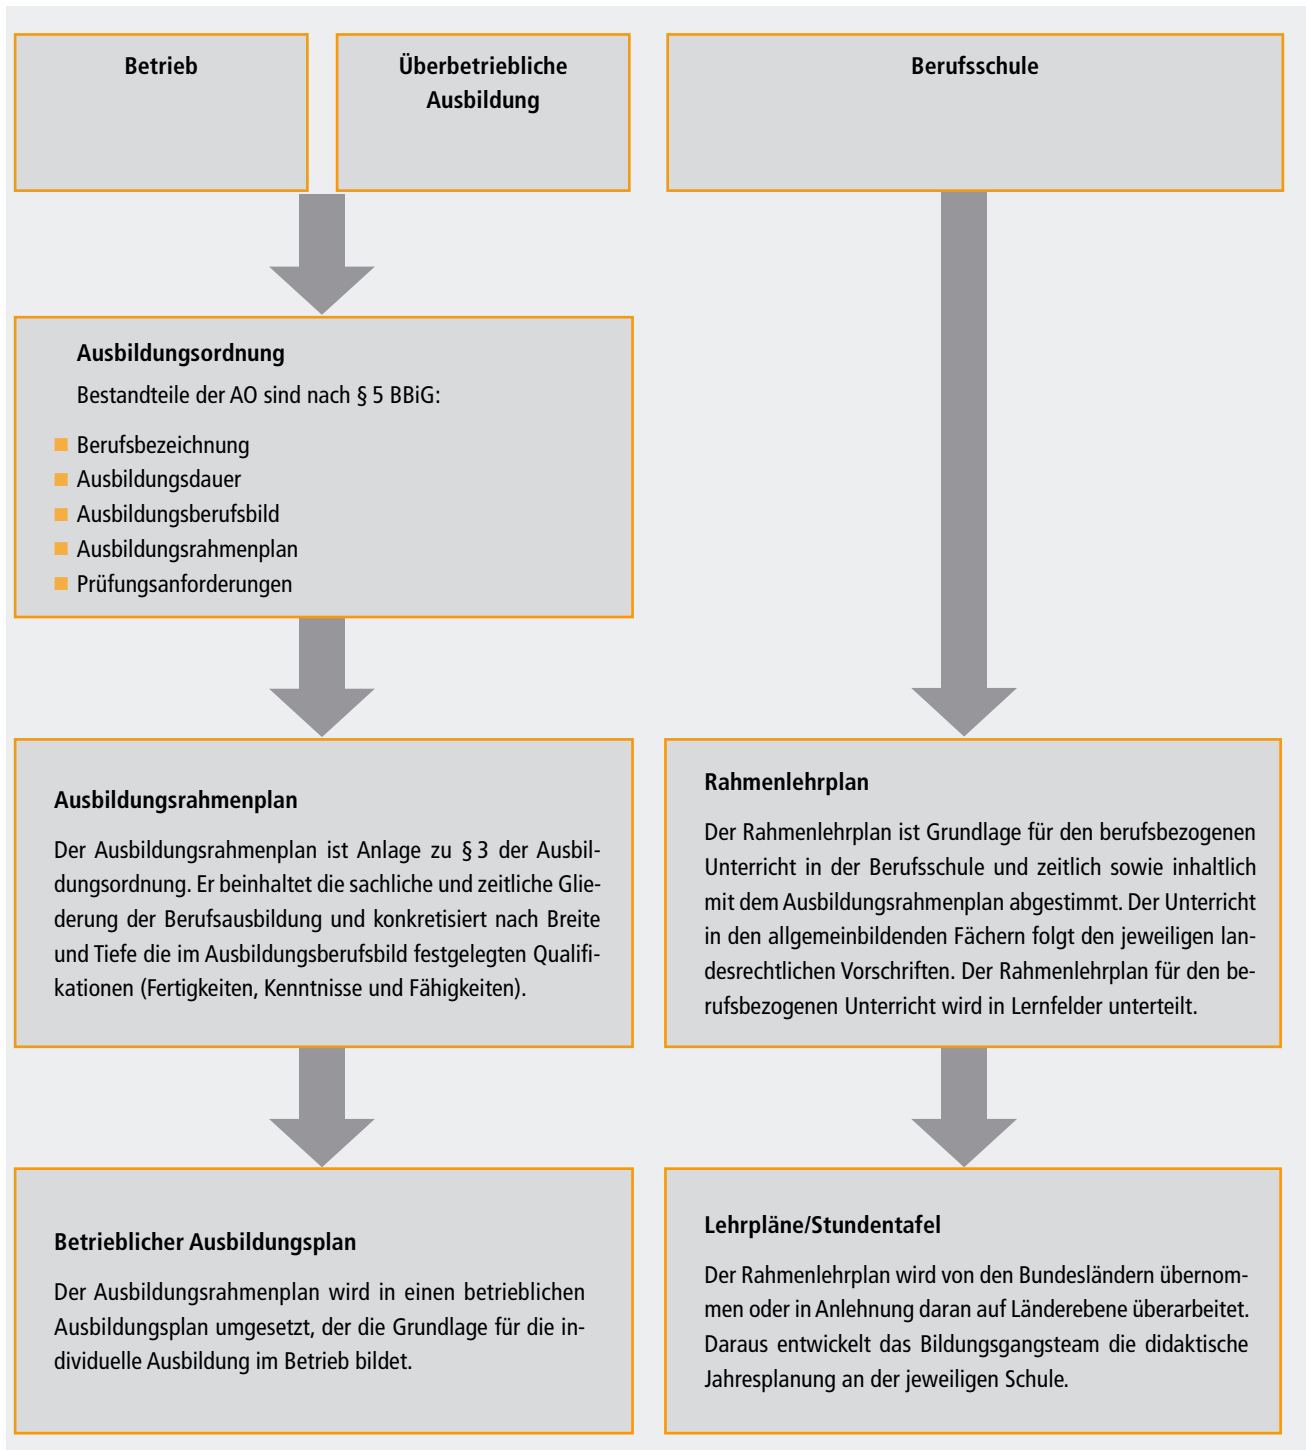 Betrieb
Überbetriebliche
Ausbildung
Berufsschule
Ausbildungsordnung
Bestandteile der AO sind nach § 5 BBiG:
Berufsbezeichnung
Ausbildungsdauer
Ausbildungsberufsbild
Ausbildungsrahmenplan
Prüfungsanforderungen
Ausbildungsrahmenplan
Der Ausbildungsrahmenplan ist Anlage zu § 3 der Ausbil-
dungsordnung. Er beinhaltet die sachliche und zeitliche Glie-
derung der Berufsausbildung und konkretisiert nach Breite
und Tiefe die im Ausbildungsberufsbild festgelegten Qualifi-
kationen (Fertigkeiten, Kenntnisse und Fähigkeiten).
Rahmenlehrplan
Der Rahmenlehrplan ist Grundlage für den berufsbezogenen
Unterricht in der Berufsschule und zeitlich sowie inhaltlich
mit dem Ausbildungsrahmenplan abgestimmt. Der Unterricht
in den allgemeinbildenden Fächern folgt den jeweiligen lan-
desrechtlichen Vorschriften. Der Rahmenlehrplan für den be-
rufsbezogenen Unterricht wird in Lernfelder unterteilt.
Betrieblicher Ausbildungsplan
Der Ausbildungsrahmenplan wird in einen betrieblichen
Ausbildungsplan umgesetzt, der die Grundlage für die in-
dividuelle Ausbildung im Betrieb bildet.
Lehrpläne/Stundentafel
Der Rahmenlehrplan wird von den Bundesländern übernom-
men oder in Anlehnung daran auf Länderebene überarbeitet.
Daraus entwickelt das Bildungsgangsteam die didaktische
Jahresplanung an der jeweiligen Schule.